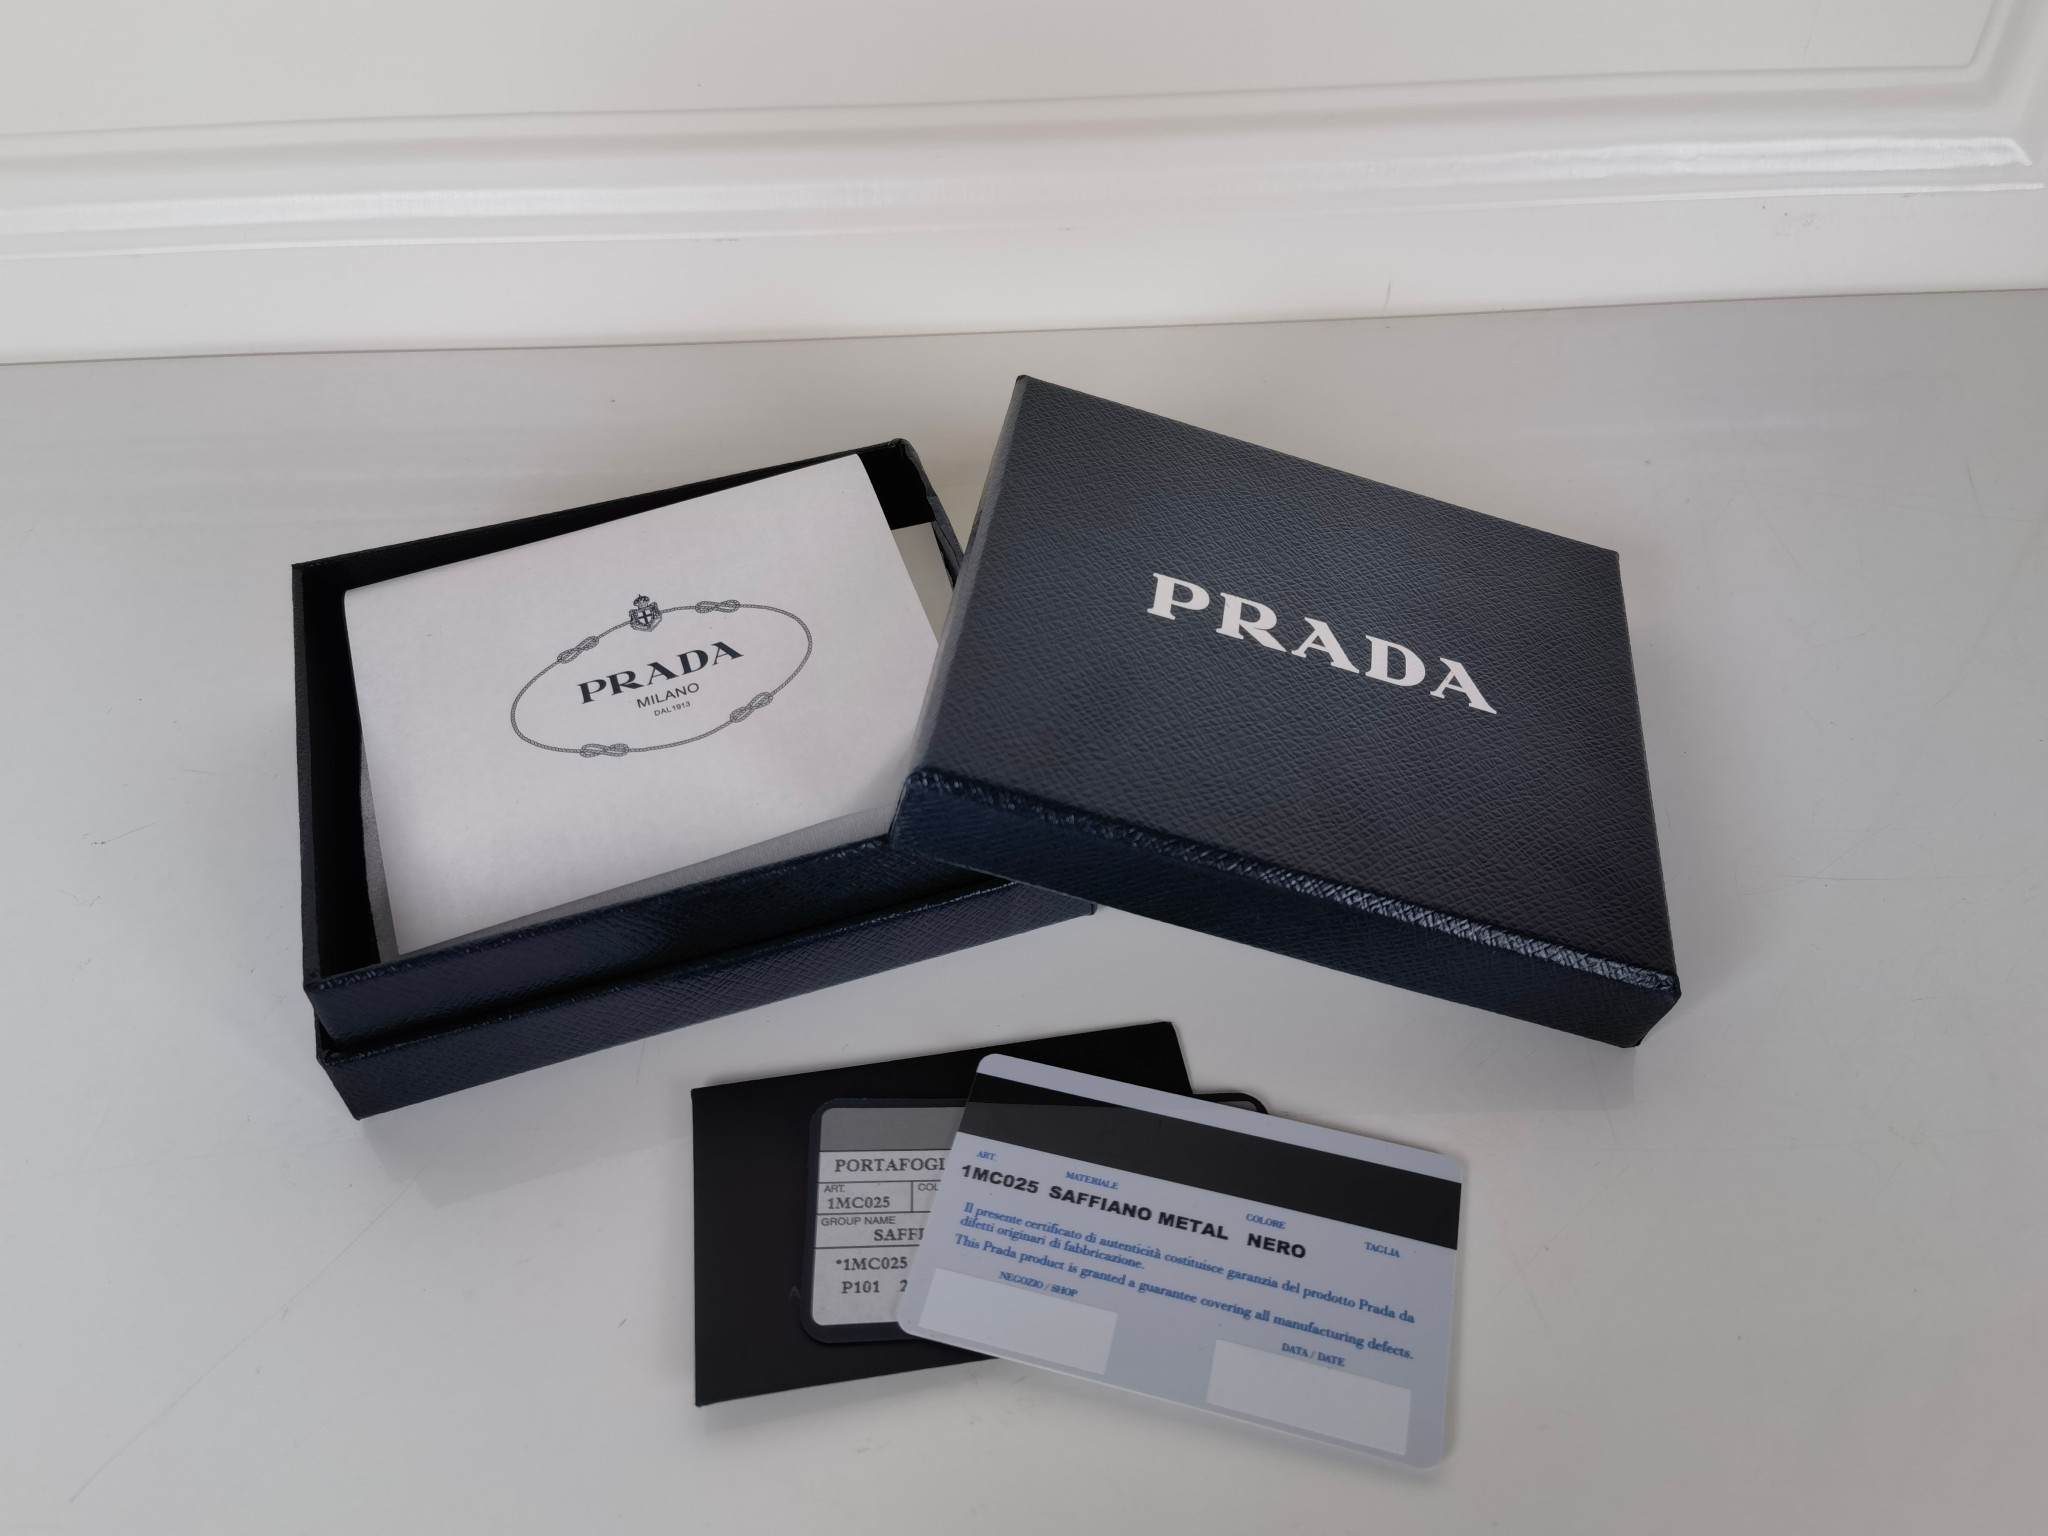 PRADA
MILANO
DAL 1913
PRADA
PORTAFOGL
ART.
1MC025
COL
GROUP NAME
SAFFI
*1MC025
P101 2
ART. MATERIALE COLORE TAGLIA
1MC025 SAFFIANO METAL NERO
Il presente certificato di autenticità costituisce garanzia del prodotto Prada da
difetti originari di fabbricazione.
This Prada product is granted a guarantee covering all manufacturing defects.
NEGOZIO / SHOP
DATA / DATE